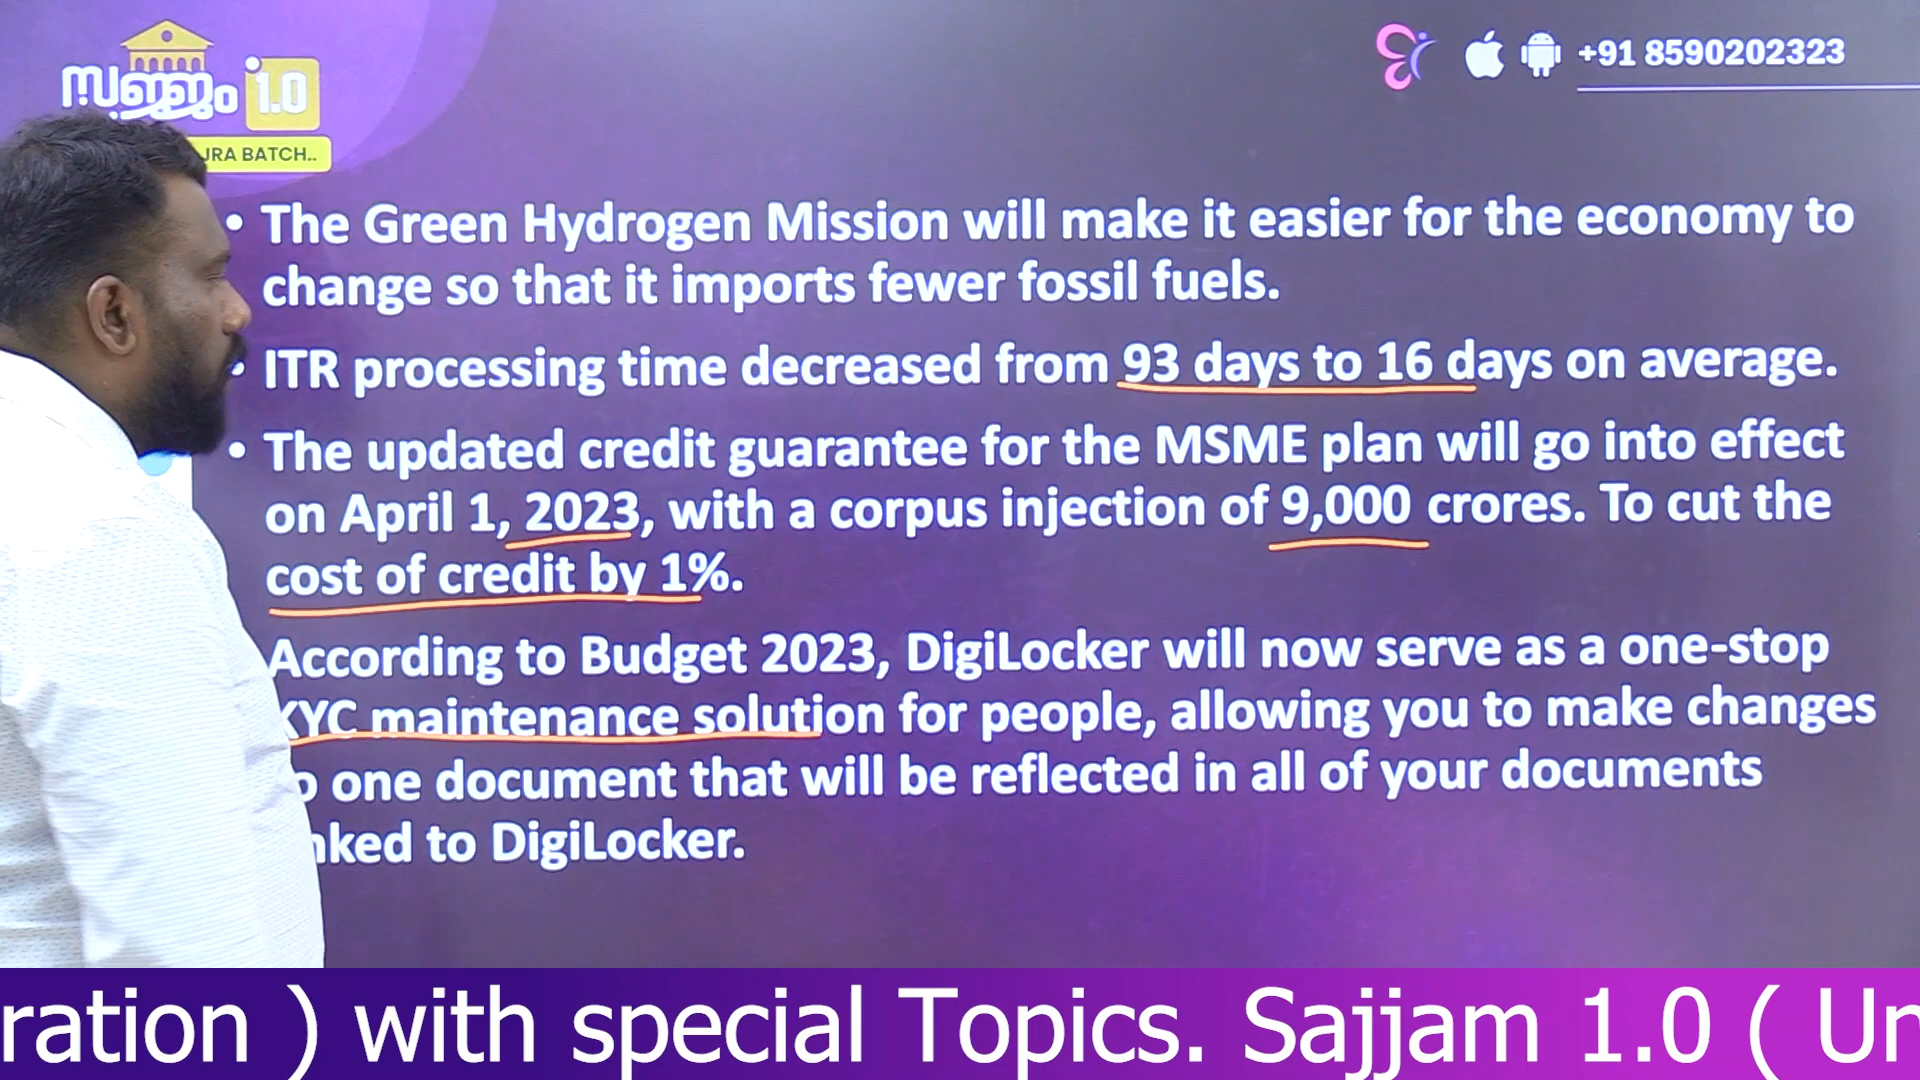 സജ്ജം 1.0
JRA BATCH..
+91 8590202323
• The Green Hydrogen Mission will make it easier for the economy to
change so that it imports fewer fossil fuels.
• ITR processing time decreased from 93 days to 16 days on average.
• The updated credit guarantee for the MSME plan will go into effect
on April 1, 2023, with a corpus injection of 9,000 crores. To cut the
cost of credit by 1%.
According to Budget 2023, DigiLocker will now serve as a one-stop
KYC maintenance solution for people, allowing you to make changes
one document that will be reflected in all of your documents
to DigiLocker.
ration ) with special Topics. Sajjam 1.0 ( Un